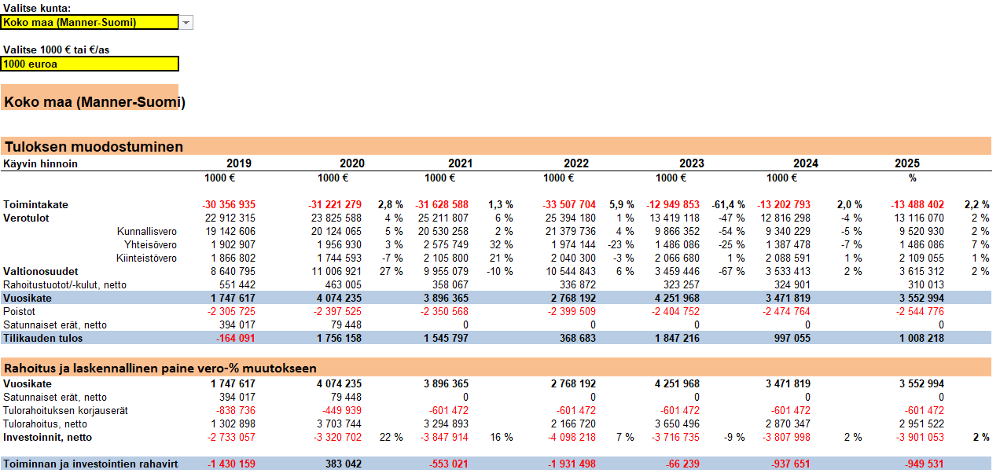 Valitse kunta:
Koko maa (Manner-Suomi)
Valitse 1000 € tai €/as
1000 euroa
Koko maa (Manner-Suomi)
Tuloksen muodostuminen
Käyvin hinnoin 2019 2020 2021 2022 2023 2024 2025
1000 € 1000 € 1000 € 1000 € 1000 € 1000 € %
Toimintakate -30 356 935 -31 221 279 2,8 % -31 628 588 1,3 % -33 507 704 5,9 % -12 949 853 -61,4 % -13 202 793 2,0 % -13 488 402 2,2 %
Verotulot 22 912 315 23 825 588 4 % 25 211 807 6 % 25 394 180 1 % 13 419 118 -47 % 12 816 298 -4 % 13 116 070 2 %
Kunnallisvero 19 142 606 20 124 065 5 % 20 530 258 2 % 21 379 736 4 % 9 866 352 -54 % 9 340 229 -5 % 9 520 930 2 %
Yhteisövero 1 902 907 1 956 930 3 % 2 575 749 32 % 1 974 144 -23 % 1 486 086 -25 % 1 387 478 -7 % 1 486 086 7 %
Kiinteistövero 1 866 802 1 744 593 -7 % 2 105 800 21 % 2 040 300 -3 % 2 066 680 1 % 2 088 591 1 % 2 109 055 1 %
Valtionosuudet 8 640 795 11 006 921 27 % 9 955 079 -10 % 10 544 843 6 % 3 459 446 -67 % 3 533 413 2 % 3 615 312 2 %
Rahoitustuotot/-kulut, netto 551 442 463 005 358 067 336 872 323 257 324 901 310 013
Vuosikate 1 747 617 4 074 235 3 896 365 2 768 192 4 251 968 3 471 819 3 552 994
Poistot -2 305 725 -2 397 525 -2 350 568 -2 399 509 -2 404 752 -2 474 764 -2 544 776
Satunnaiset erät, netto 394 017 79 448 0 0 0 0 0
Tilikauden tulos -164 091 1 756 158 1 545 797 368 683 1 847 216 997 055 1 008 218
Rahoitus ja laskennallinen paine vero-% muutokseen
Vuosikate 1 747 617 4 074 235 3 896 365 2 768 192 4 251 968 3 471 819 3 552 994
Satunnaiset erät, netto 394 017 79 448 0 0 0 0 0
Tulorahoituksen korjauserät -838 736 -449 939 -601 472 -601 472 -601 472 -601 472 -601 472
Tulorahoitus, netto 1 302 898 3 703 744 3 294 893 2 166 720 3 650 496 2 870 347 2 951 522
Investoinnit, netto -2 733 057 -3 320 702 22 % -3 847 914 16 % -4 098 218 7 % -3 716 735 -9 % -3 807 998 2 % -3 901 053 2 %
Toiminnan ja investointien rahavirt -1 430 159 383 042 -553 021 -1 931 498 -66 239 -937 651 -949 531